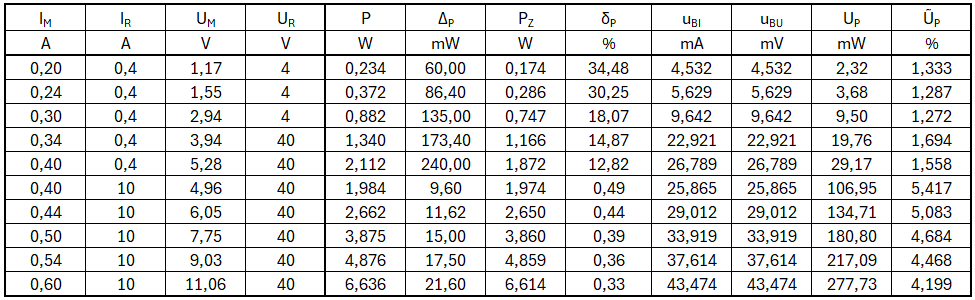 I_M I_R U_M U_R P Δ_P P_Z δ_P u_BI u_BU U_P Ũ_P
A A V V W mW W % mA mV mW %
0,20 0,4 1,17 4 0,234 60,00 0,174 34,48 4,532 4,532 2,32 1,333
0,24 0,4 1,55 4 0,372 86,40 0,286 30,25 5,629 5,629 3,68 1,287
0,30 0,4 2,94 4 0,882 135,00 0,747 18,07 9,642 9,642 9,50 1,272
0,34 0,4 3,94 40 1,340 173,40 1,166 14,87 22,921 22,921 19,76 1,694
0,40 0,4 5,28 40 2,112 240,00 1,872 12,82 26,789 26,789 29,17 1,558
0,40 10 4,96 40 1,984 9,60 1,974 0,49 25,865 25,865 106,95 5,417
0,44 10 6,05 40 2,662 11,62 2,650 0,44 29,012 29,012 134,71 5,083
0,50 10 7,75 40 3,875 15,00 3,860 0,39 33,919 33,919 180,80 4,684
0,54 10 9,03 40 4,876 17,50 4,859 0,36 37,614 37,614 217,09 4,468
0,60 10 11,06 40 6,636 21,60 6,614 0,33 43,474 43,474 277,73 4,199